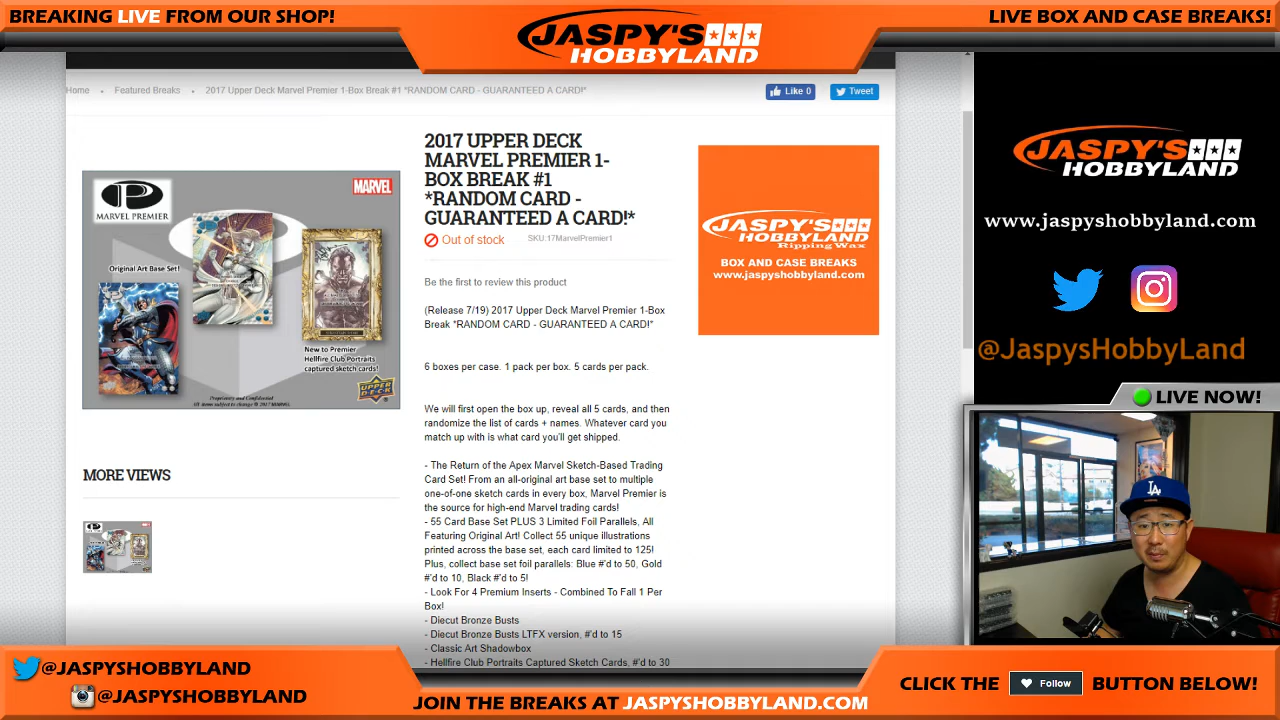 BREAKING LIVE FROM OUR SHOP!
JASPY'S
HOBBYLAND
LIVE BOX AND CASE BREAKS!
Home • Featured Breaks • 2017 Upper Deck Marvel Premier 1-Box Break #1 *RANDOM CARD - GUARANTEED A CARD!*
Like 0
Tweet
P
MARVEL PREMIER
MARVEL
Original Art Base Set!
New to Premier
Hellfire Club Portraits
captured sketch cards!
Proprietary and Confidential
All items subject to change © 2017 MARVEL
UPPER
DECK
MORE VIEWS
2017 UPPER DECK
MARVEL PREMIER 1-
BOX BREAK #1
*RANDOM CARD -
GUARANTEED A CARD!*
Out of stock
SKU:17MarvelPremier1
Be the first to review this product
(Release 7/19) 2017 Upper Deck Marvel Premier 1-Box
Break *RANDOM CARD - GUARANTEED A CARD!*
6 boxes per case. 1 pack per box. 5 cards per pack.
We will first open the box up, reveal all 5 cards, and then
randomize the list of cards + names. Whatever card you
match up with is what card you'll get shipped.
- The Return of the Apex Marvel Sketch-Based Trading
Card Set! From an all-original art base set to multiple
one-of-one sketch cards in every box, Marvel Premier is
the source for high-end Marvel trading cards!
- 55 Card Base Set PLUS 3 Limited Foil Parallels, All
Featuring Original Art! Collect 55 unique illustrations
printed across the base set, each card limited to 125!
Plus, collect base set foil parallels: Blue #'d to 50, Gold
#'d to 10, Black #'d to 5!
- Look For 4 Premium Inserts - Combined To Fall 1 Per
Box!
- Diecut Bronze Busts
- Diecut Bronze Busts LTFX version, #'d to 15
- Classic Art Shadowbox
- Hellfire Club Portraits Captured Sketch Cards, #'d to 30
JASPY'S
HOBBYLAND
Ripping Wax
BOX AND CASE BREAKS
www.jaspyshobbyland.com
JASPY'S
HOBBYLAND
www.jaspyshobbyland.com
@JaspysHobbyLand
LIVE NOW!
LA
@JASPYSHOBBYLAND
@JASPYSHOBBYLAND
JOIN THE BREAKS AT JASPYSHOBBYLAND.COM
CLICK THE Follow BUTTON BELOW!